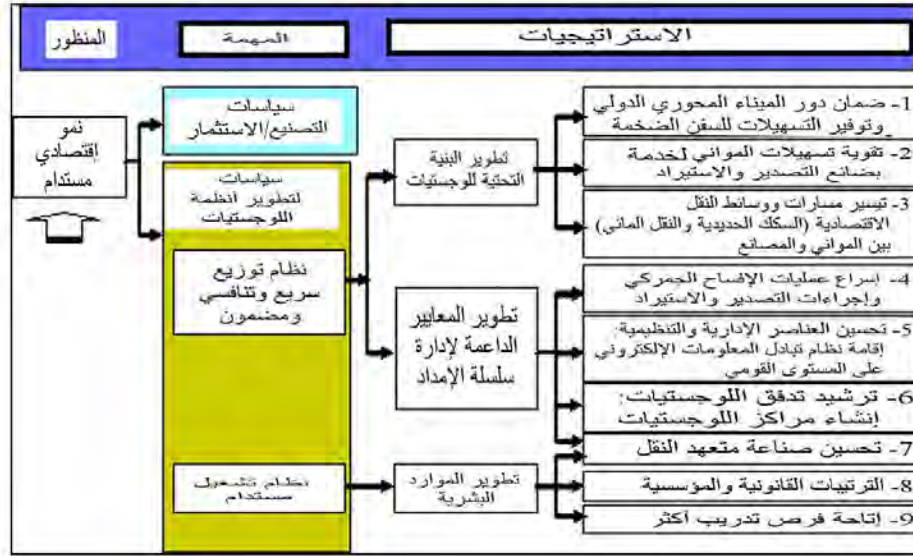 المنظور
المهمة
الاستراتيجيات
نمو
إقتصادي
مستدام
سياسات
التصنيع/الاستثمار
سياسات
لتطوير أنظمة
اللوجستيات
نظام توزيع
سريع وتنافسي
ومضمون
نظام تشغيل
مستدام
تطوير البنية
التحتية للوجستيات
تطوير المعايير
الداعمة لإدارة
سلسلة الإمداد
تطوير الموارد
البشرية
1- ضمان دور الميناء المحوري الدولي
وتوفير التسهيلات للسفن الضخمة
2- تقوية تسهيلات المواني لخدمة
بضائع التصدير والاستيراد
3- تيسير مسارات ووسائط النقل
الاقتصادية (السكك الحديدية والنقل المائي)
بين المواني والمصانع
4- إسراع عمليات الإفساح الجمركي
وإجراءات التصدير والاستيراد
5- تحسين العناصر الإدارية والتنظيمية:
إقامة نظام تبادل المعلومات الإلكتروني
على المستوى القومي
6- ترشيد تدفق اللوجستيات:
إنشاء مراكز اللوجستيات
7- تحسين صناعة متعهد النقل
8- الترتيبات القانونية والمؤسسية
9- إتاحة فرص تدريب أكثر